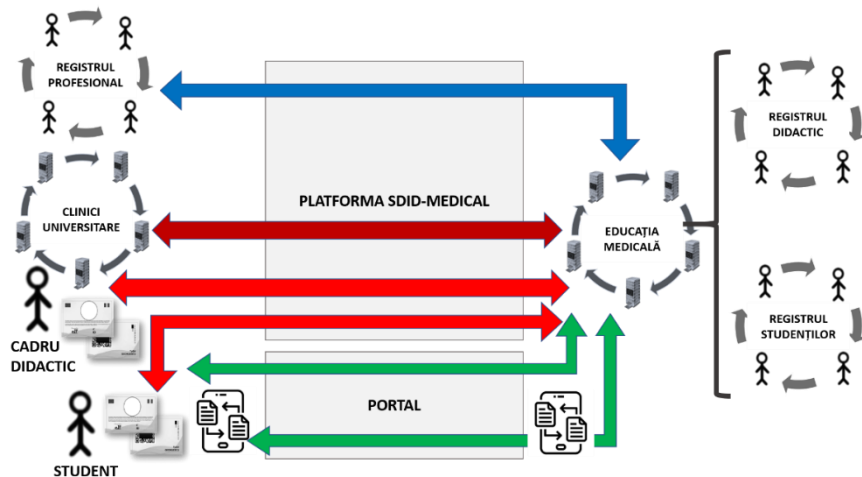 REGISTRUL
PROFESIONAL
CLINICI
UNIVERSITARE
CADRU
DIDACTIC
STUDENT
PLATFORMA SDID-MEDICAL
PORTAL
EDUCAȚIA
MEDICALĂ
REGISTRUL
DIDACTIC
REGISTRUL
STUDENȚILOR